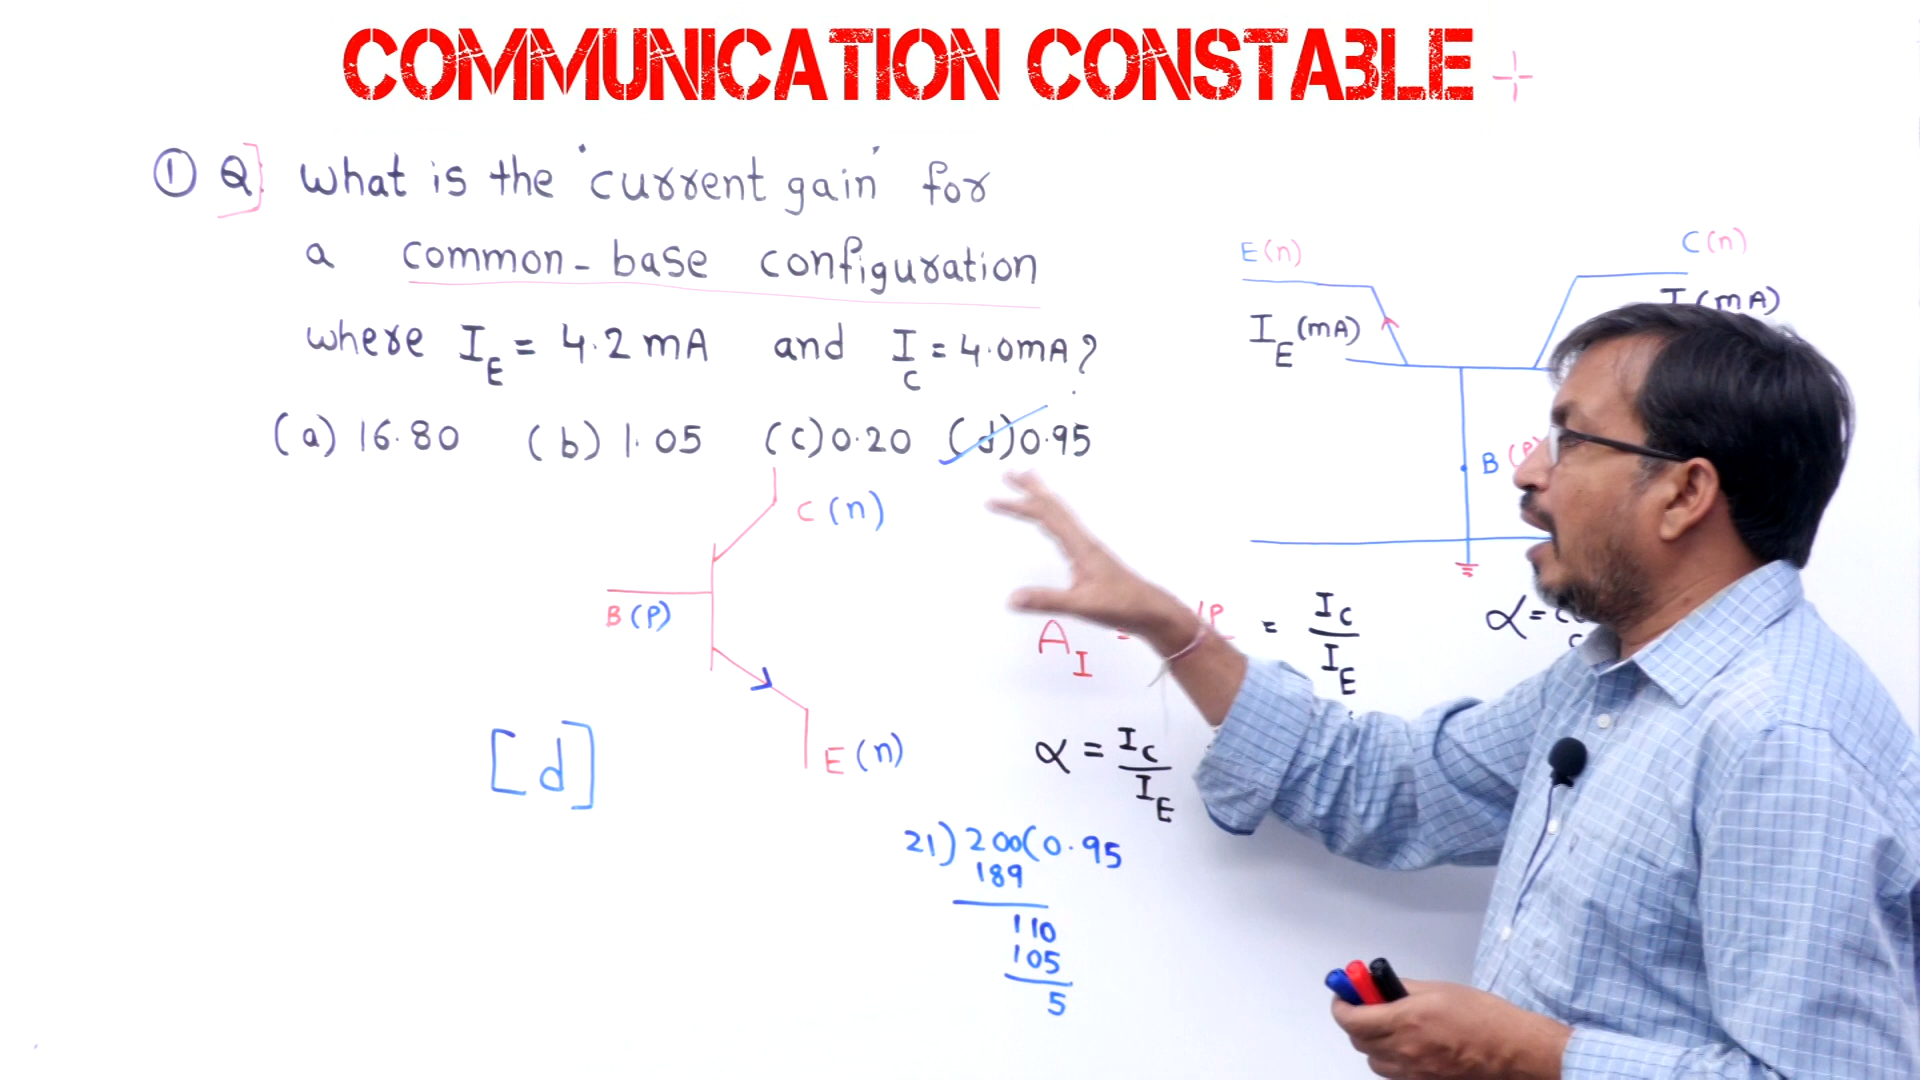 COMMUNICATION CONSTABLE
① Q] What is the 'current gain' for
a common-base configuration
where I_E = 4.2 mA and I_C = 4.0mA?
(a) 16.80 (b) 1.05 (c) 0.20 (d) 0.95
C (n)
B (P)
E (n)
[d]
E (n)
C (n)
I_E (mA)
(mA)
B
A_I = = I_C / I_E
α =
α = I_C / I_E
21) 200 (0.95
189
110
105
5